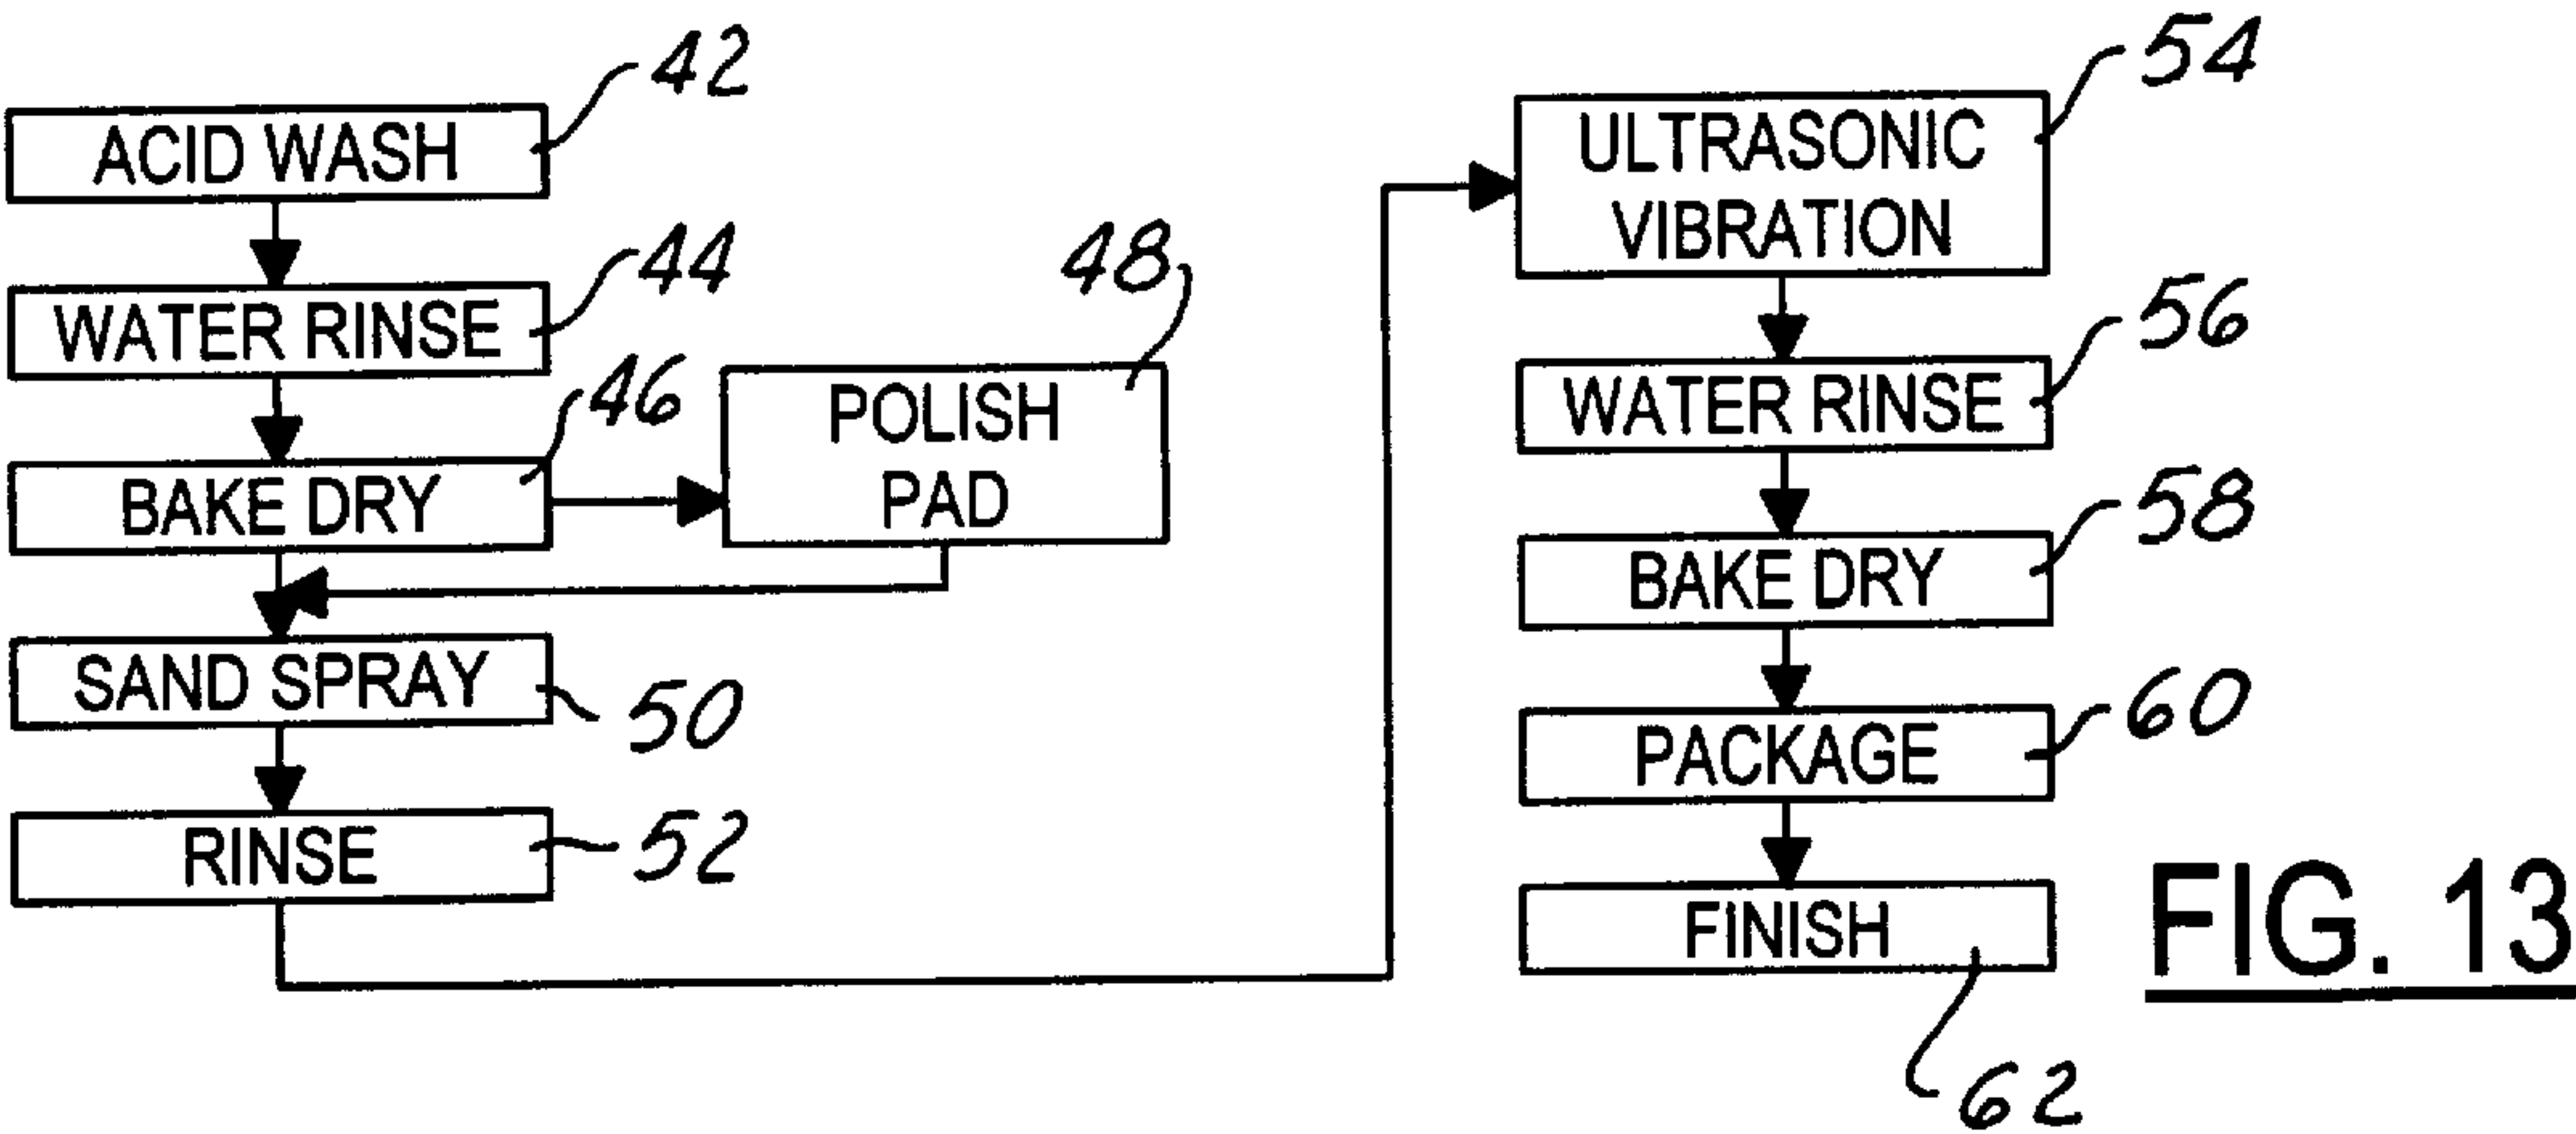 42
ACID WASH
44
WATER RINSE
46
BAKE DRY
48
POLISH
PAD
SAND SPRAY
50
RINSE
52
54
ULTRASONIC
VIBRATION
56
WATER RINSE
58
BAKE DRY
60
PACKAGE
FINISH
62
FIG. 13